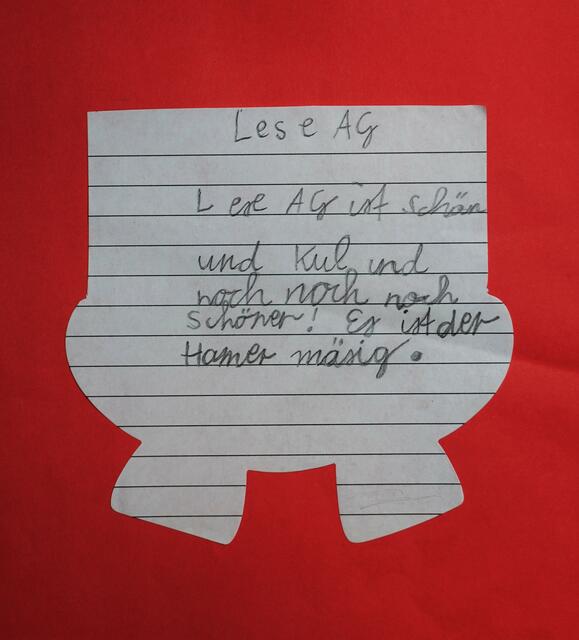 Lese AG
Lese AG ist schön
und Kul und
noch noch noch
schöner! Es ist der
Hamer mäsig.